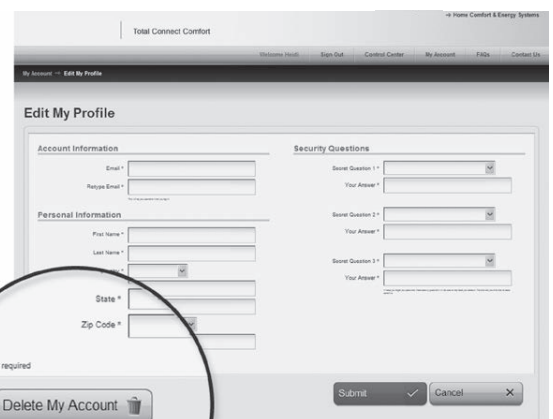 → Home Comfort & Energy Systems
Total Connect Comfort
Welcome Heidi Sign Out Control Center My Account FAQs Contact Us
My Account → Edit My Profile
Edit My Profile
Account Information
Email *
Retype Email *
Personal Information
First Name *
Last Name *
State *
Zip Code *
required
Delete My Account
Security Questions
Secret Question 1 *
Your Answer *
Secret Question 2 *
Your Answer *
Secret Question 3 *
Your Answer *
Submit
Cancel